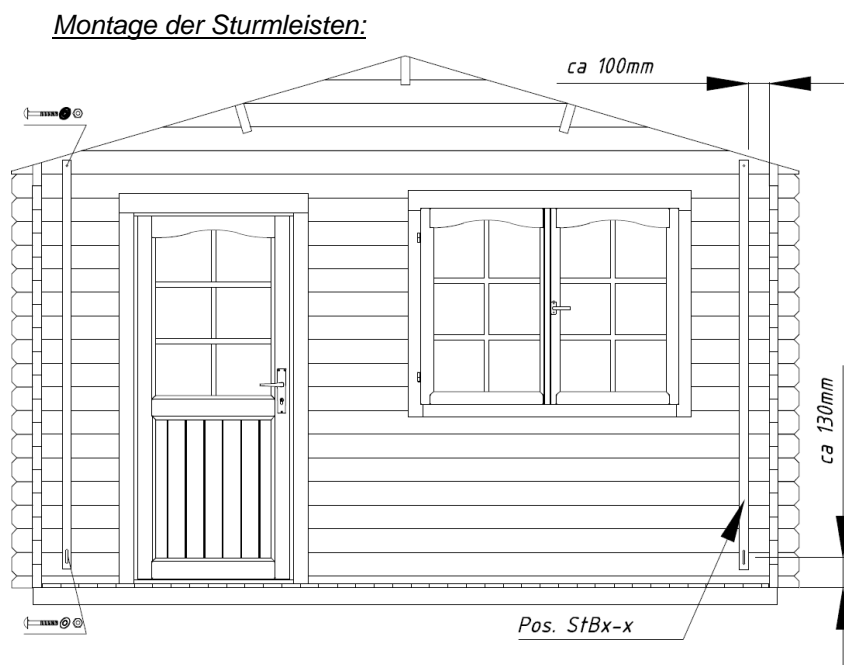 Montage der Sturmleisten:
ca 100mm
ca 130mm
Pos. StBx-x